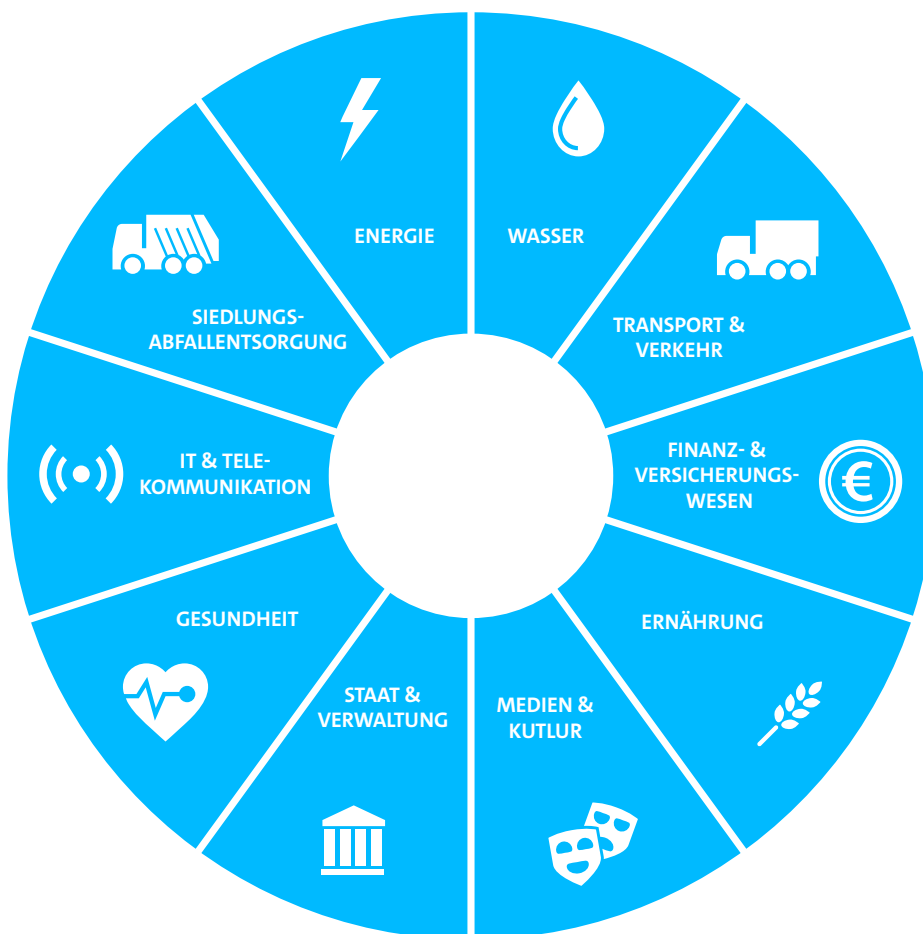 ENERGIE
WASSER
TRANSPORT &
VERKEHR
FINANZ- &
VERSICHERUNGS-
WESEN
€
ERNÄHRUNG
MEDIEN &
KUTLUR
STAAT &
VERWALTUNG
GESUNDHEIT
IT & TELE-
KOMMUNIKATION
SIEDLUNGS-
ABFALLENTSORGUNG